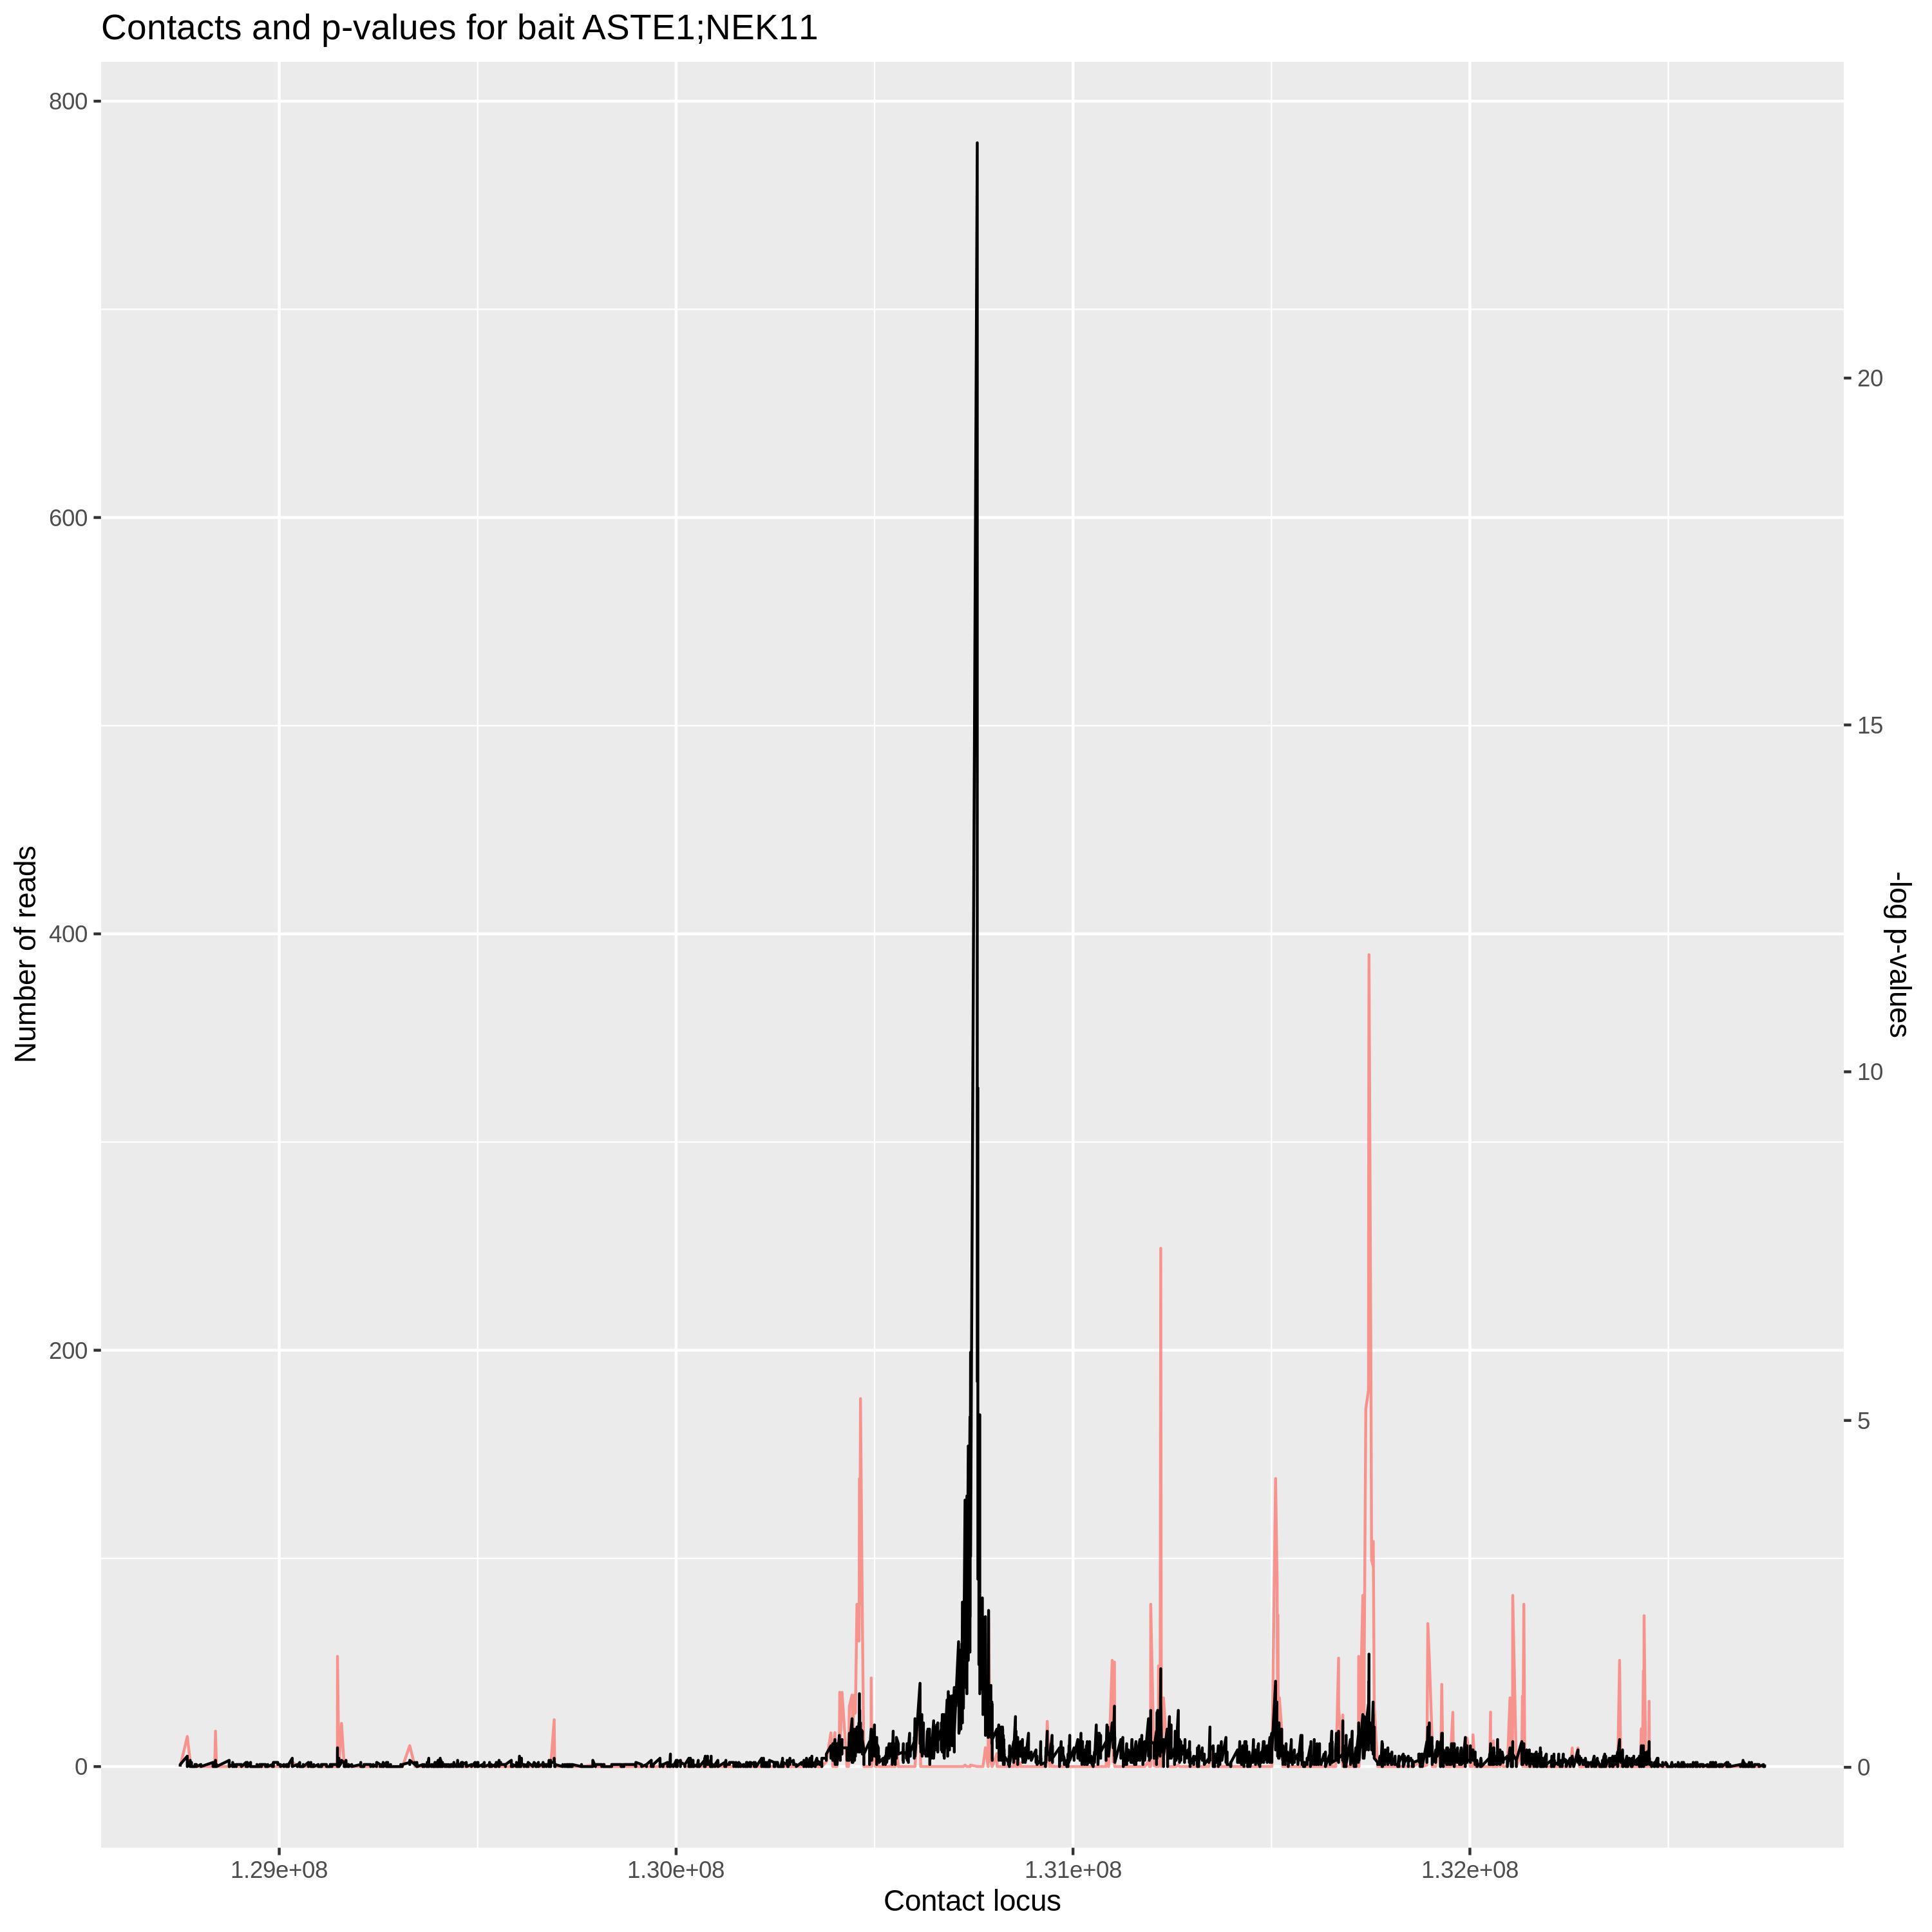 Contacts and p-values for bait ASTE1;NEK11
800
600
400
200
0
Number of reads
20
15
10
5
0
-log p-values
1.29e+08
1.30e+08
1.31e+08
1.32e+08
Contact locus